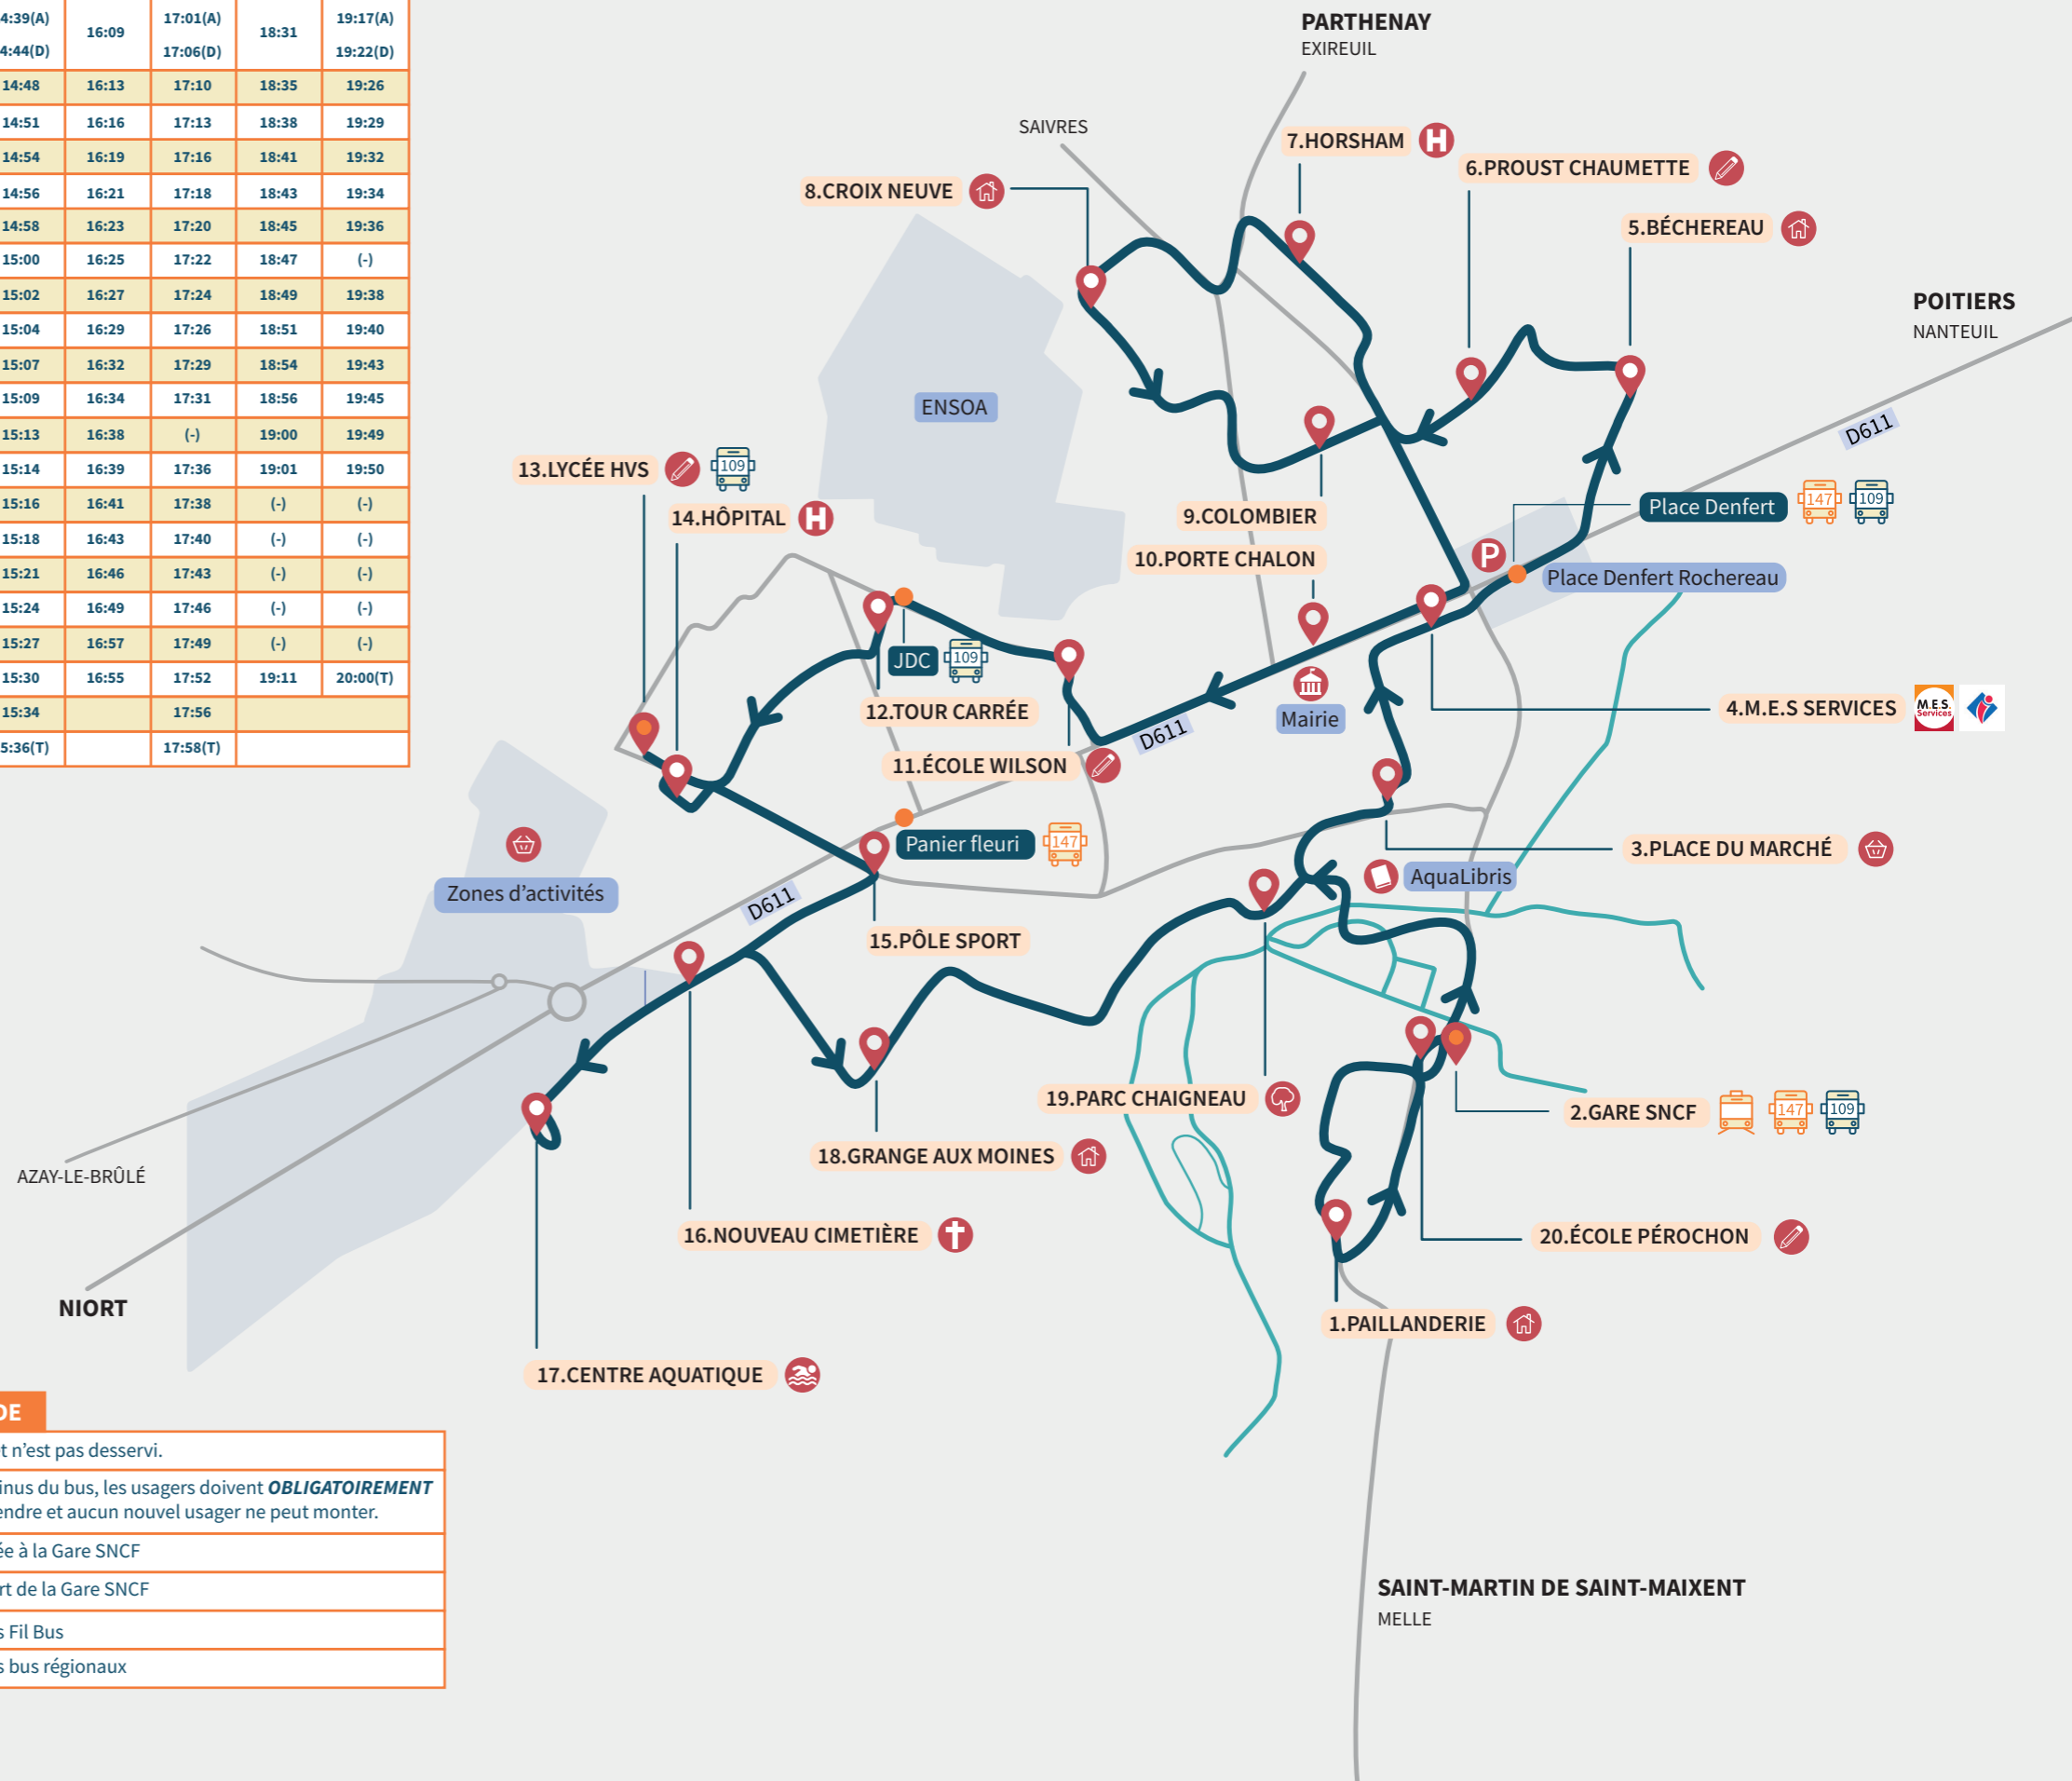 4:39(A) 16:09 17:01(A) 18:31 19:17(A)
4:44(D) 17:06(D) 19:22(D)
14:48 16:13 17:10 18:35 19:26
14:51 16:16 17:13 18:38 19:29
14:54 16:19 17:16 18:41 19:32
14:56 16:21 17:18 18:43 19:34
14:58 16:23 17:20 18:45 19:36
15:00 16:25 17:22 18:47 (-)
15:02 16:27 17:24 18:49 19:38
15:04 16:29 17:26 18:51 19:40
15:07 16:32 17:29 18:54 19:43
15:09 16:34 17:31 18:56 19:45
15:13 16:38 (-) 19:00 19:49
15:14 16:39 17:36 19:01 19:50
15:16 16:41 17:38 (-) (-)
15:18 16:43 17:40 (-) (-)
15:21 16:46 17:43 (-) (-)
15:24 16:49 17:46 (-) (-)
15:27 16:57 17:49 (-) (-)
15:30 16:55 17:52 19:11 20:00(T)
15:34 17:56
5:36(T) 17:58(T)
PARTHENAY
EXIREUIL
SAIVRES
7.HORSHAM H
6.PROUST CHAUMETTE
8.CROIX NEUVE
5.BÉCHEREAU
POITIERS
NANTEUIL
D611
ENSOA
13.LYCÉE HVS 109
14.HÔPITAL H
9.COLOMBIER
10.PORTE CHALON
Place Denfert 147 109
P
Place Denfert Rochereau
JDC 109
12.TOUR CARRÉE
Mairie
D611
11.ÉCOLE WILSON
4.M.E.S SERVICES M.E.S. Services
Panier fleuri 147
3.PLACE DU MARCHÉ
AquaLibris
Zones d’activités
D611
15.PÔLE SPORT
19.PARC CHAIGNEAU
2.GARE SNCF 147 109
18.GRANGE AUX MOINES
AZAY-LE-BRÛLÉ
16.NOUVEAU CIMETIÈRE
20.ÉCOLE PÉROCHON
NIORT
1.PAILLANDERIE
17.CENTRE AQUATIQUE
DE
t n’est pas desservi.
inus du bus, les usagers doivent OBLIGATOIREMENT
endre et aucun nouvel usager ne peut monter.
ée à la Gare SNCF
rt de la Gare SNCF
s Fil Bus
s bus régionaux
SAINT-MARTIN DE SAINT-MAIXENT
MELLE